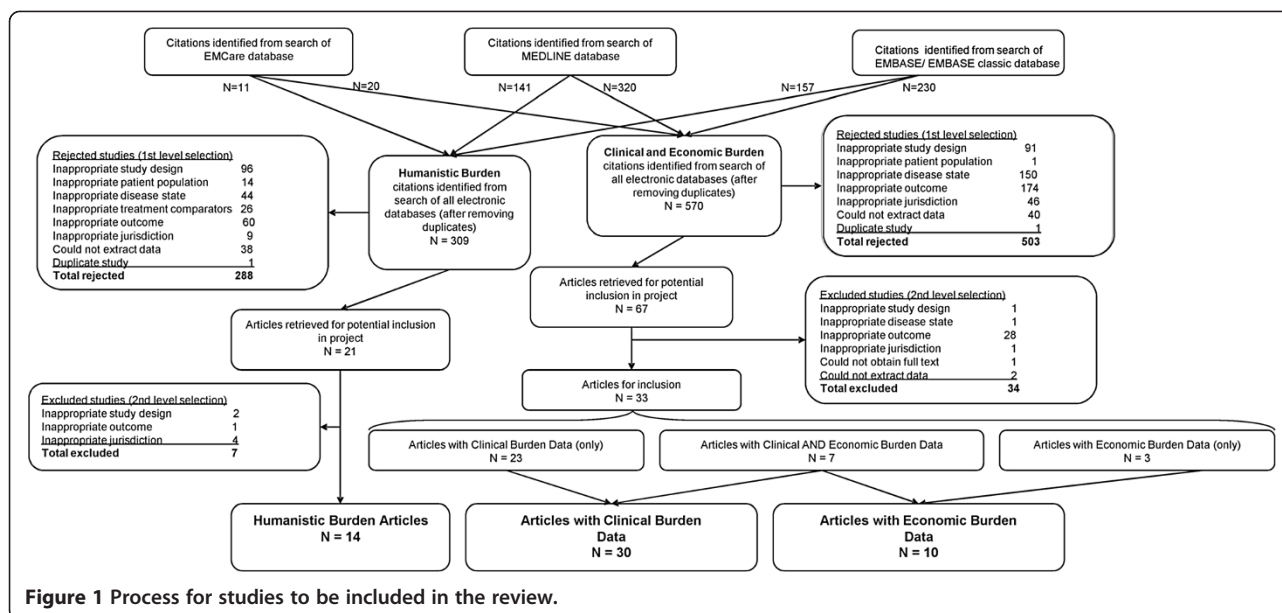 Citations identified from search of
EMCare database
Citations identified from search of
MEDLINE database
Citations identified from search of
EMBASE/ EMBASE classic database
N=11
N=20
N=141
N=320
N=157
N=230
Rejected studies (1st level selection)
Inappropriate study design 96
Inappropriate patient population 14
Inappropriate disease state 44
Inappropriate treatment comparators 26
Inappropriate outcome 60
Inappropriate jurisdiction 9
Could not extract data 38
Duplicate study 1
Total rejected 288
Humanistic Burden
citations identified from
search of all electronic
databases (after removing
duplicates)
N = 309
Clinical and Economic Burden
citations identified from search of
all electronic databases (after
removing duplicates)
N = 570
Rejected studies (1st level selection)
Inappropriate study design 91
Inappropriate patient population 1
Inappropriate disease state 150
Inappropriate outcome 174
Inappropriate jurisdiction 46
Could not extract data 40
Duplicate study 1
Total rejected 503
Articles retrieved for potential inclusion
in project
N = 21
Articles retrieved for potential
inclusion in project
N = 67
Excluded studies (2nd level selection)
Inappropriate study design 1
Inappropriate disease state 1
Inappropriate outcome 28
Inappropriate jurisdiction 1
Could not obtain full text 1
Could not extract data 2
Total excluded 34
Excluded studies (2nd level selection)
Inappropriate study design 2
Inappropriate outcome 1
Inappropriate jurisdiction 4
Total excluded 7
Articles for inclusion
N = 33
Articles with Clinical Burden Data (only)
N = 23
Articles with Clinical AND Economic Burden Data
N = 7
Articles with Economic Burden Data (only)
N = 3
Humanistic Burden Articles
N = 14
Articles with Clinical Burden
Data
N = 30
Articles with Economic Burden
Data
N = 10
Figure 1 Process for studies to be included in the review.